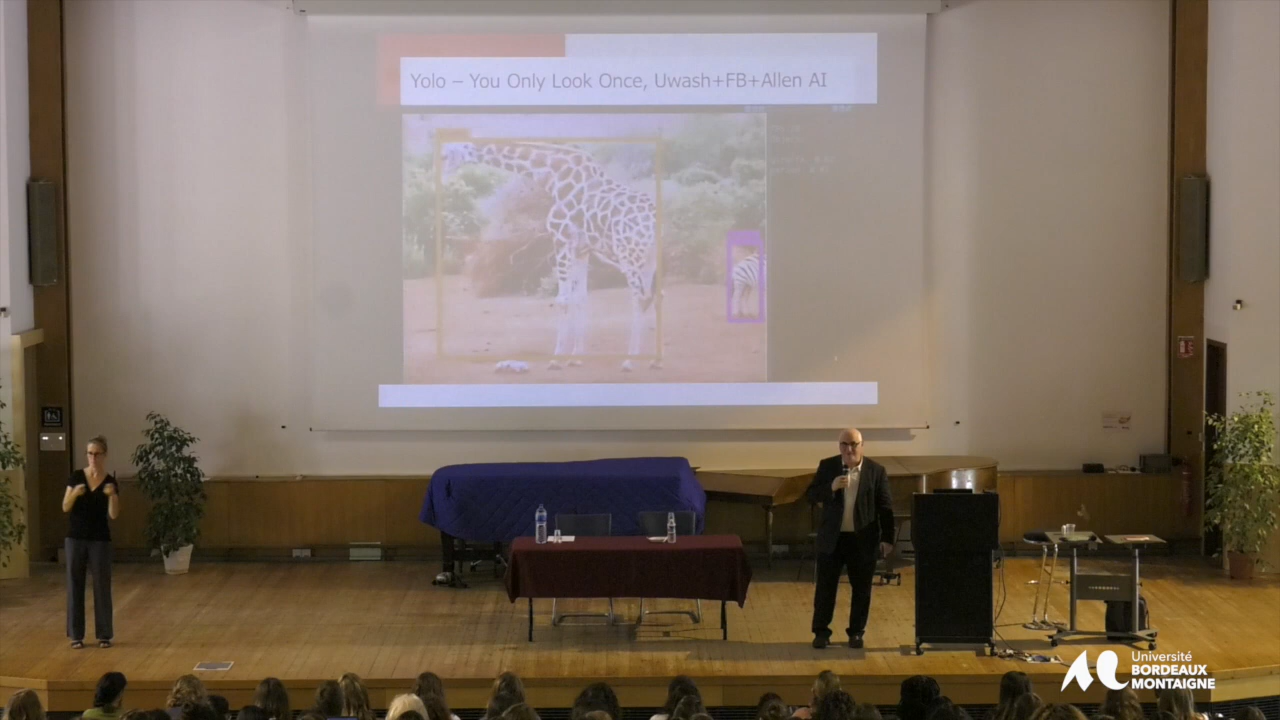 Yolo – You Only Look Once, Uwash+FB+Allen AI
Université
BORDEAUX
MONTAIGNE